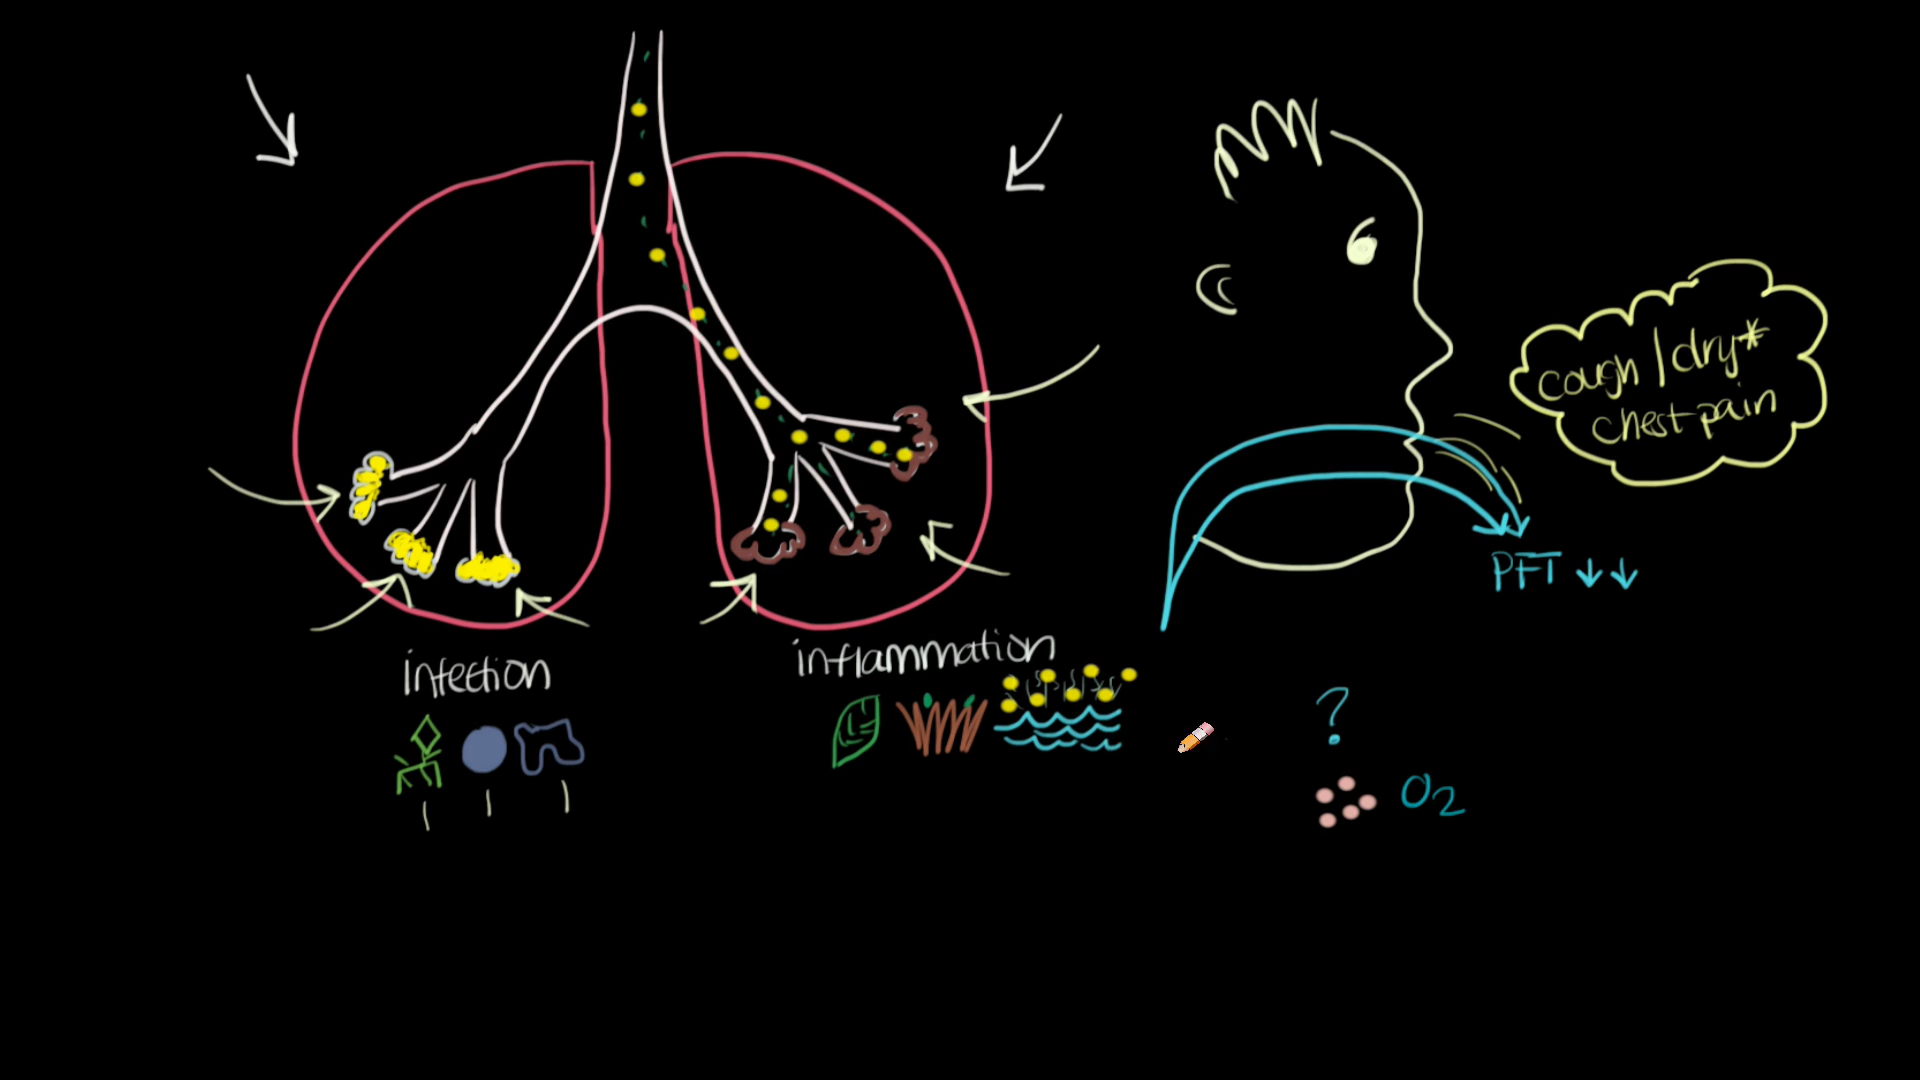 infection
inflammation
cough / dry*
chest pain
PFT ↓↓
?
O2